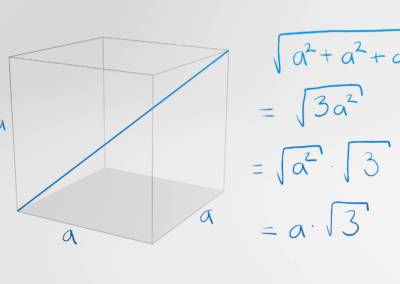 √(a² + a² + a
= √(3a²)
= √(a²) · √3
a
a
a
= a · √3